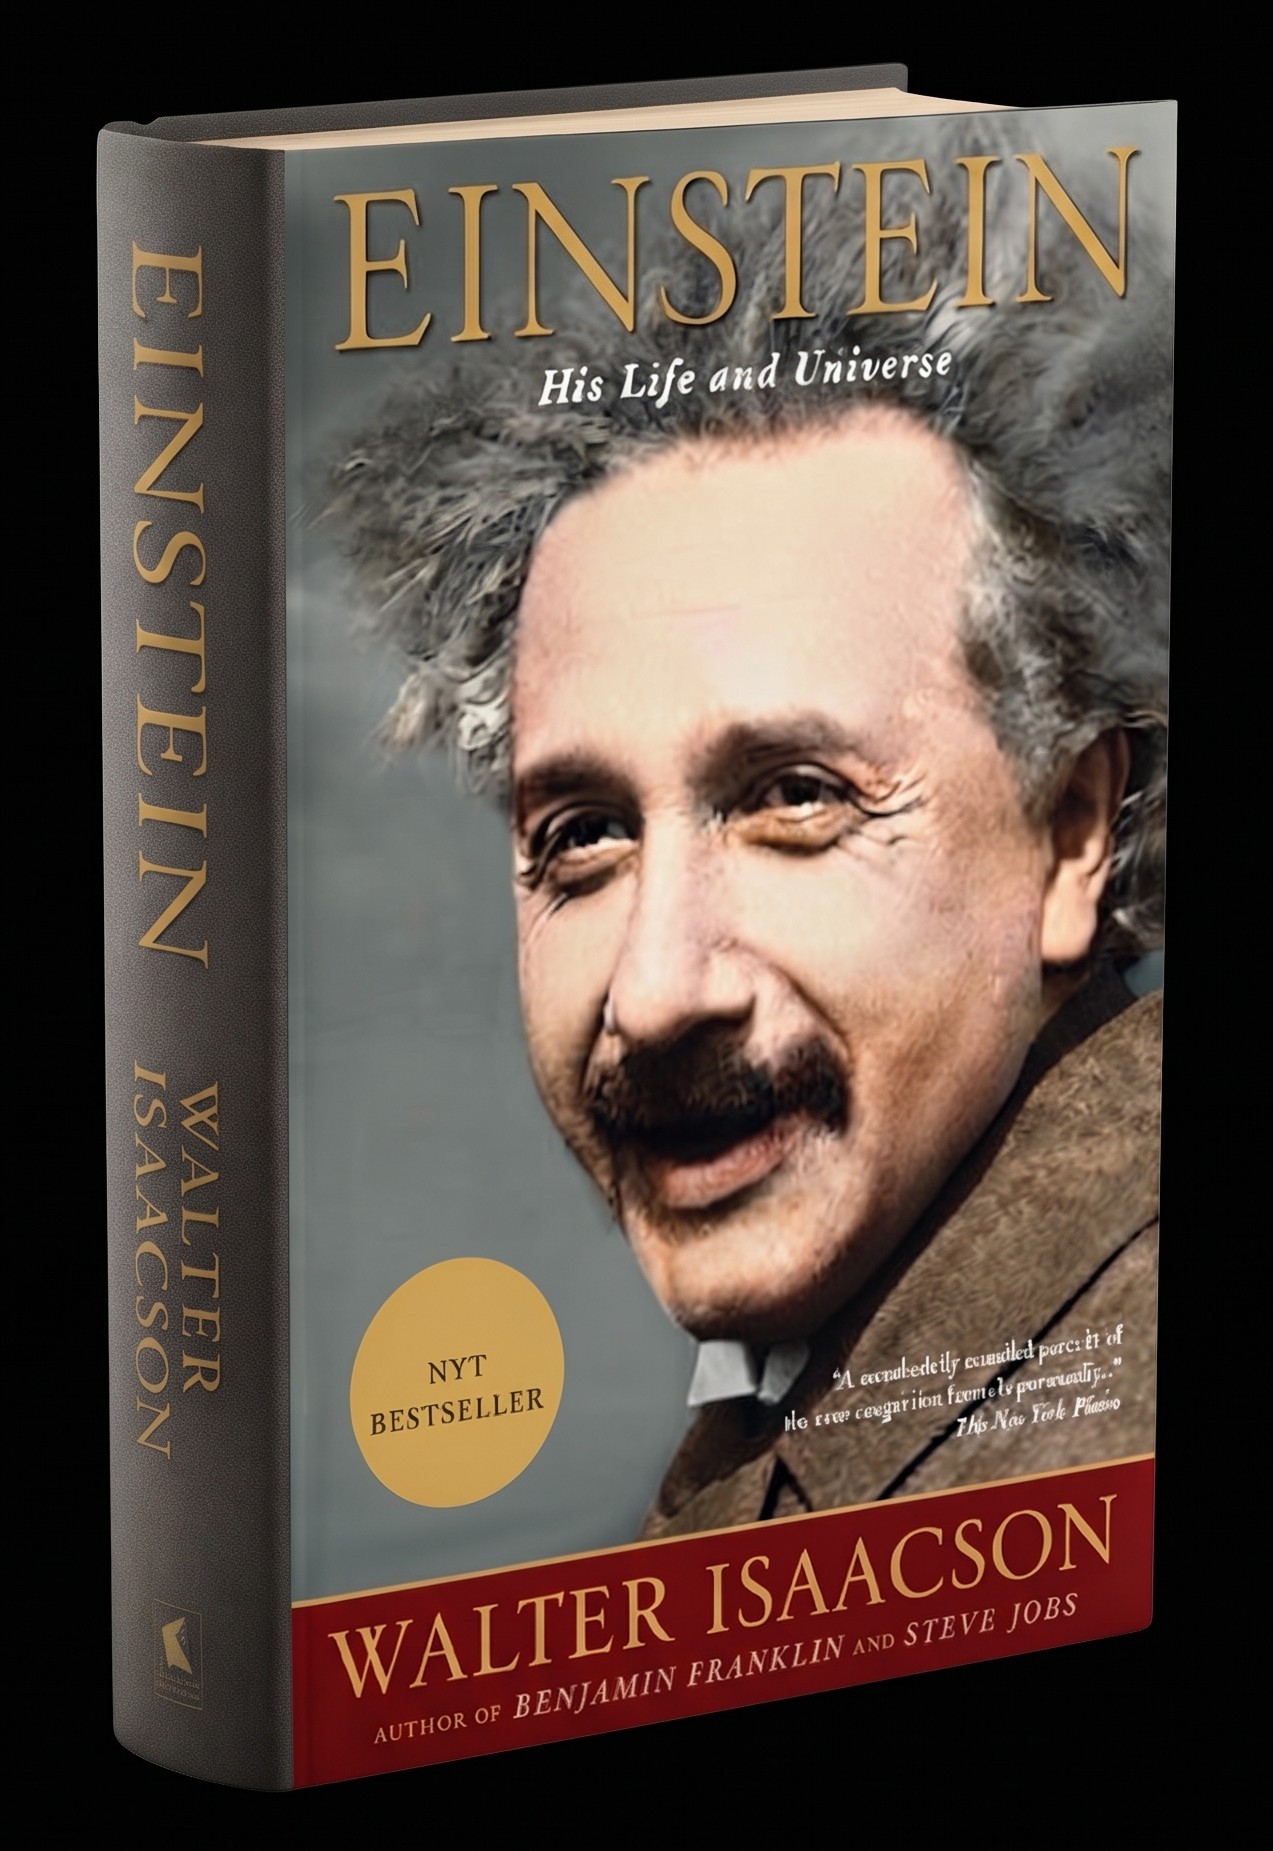 EINSTEIN
WALTER
ISAACSON
EINSTEIN
His Life and Universe
NYT
BESTSELLER
WALTER ISAACSON
AUTHOR OF BENJAMIN FRANKLIN AND STEVE JOBS